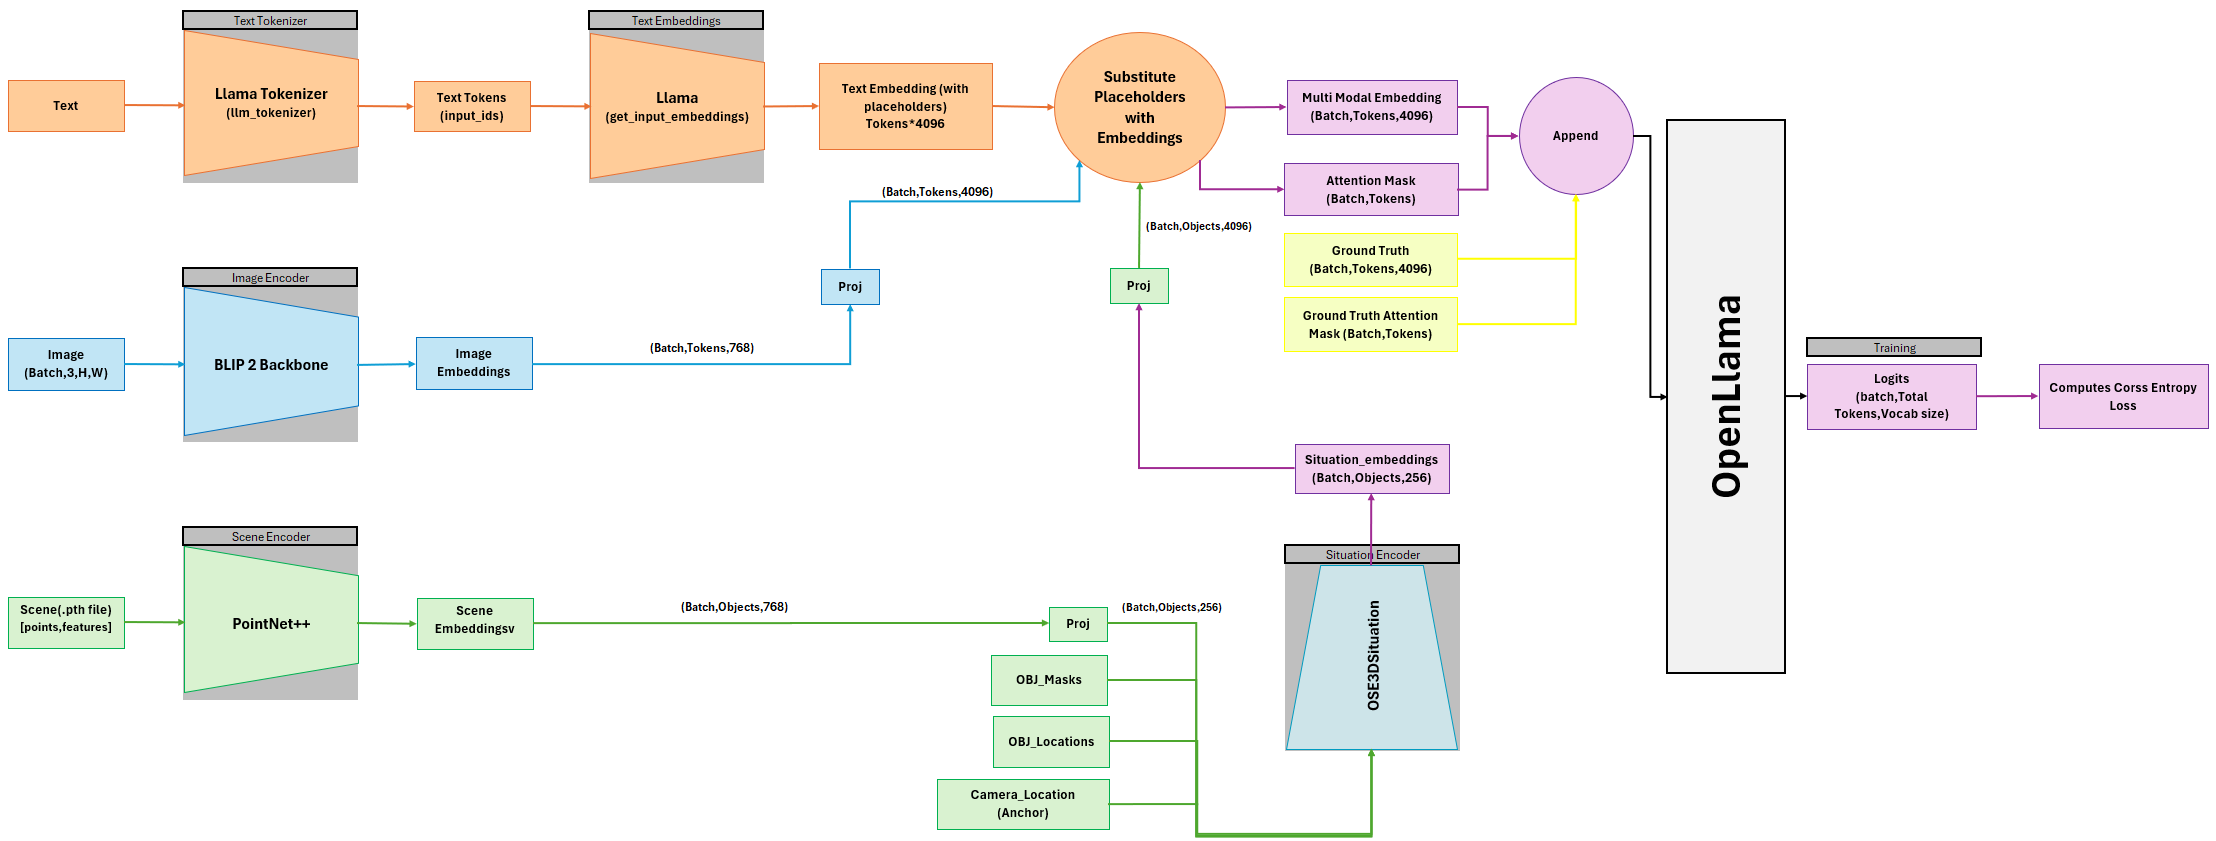 Text Tokenizer
Text
Llama Tokenizer
(llm_tokenizer)
Text Tokens
(input_ids)
Text Embeddings
Llama
(get_input_embeddings)
Text Embedding (with
placeholders)
Tokens*4096
Substitute
Placeholders
with
Embeddings
Multi Modal Embedding
(Batch,Tokens,4096)
Attention Mask
(Batch,Tokens)
Append
Ground Truth
(Batch,Tokens,4096)
Ground Truth Attention
Mask (Batch,Tokens)
(Batch,Tokens,4096)
(Batch,Objects,4096)
Image Encoder
Image
(Batch,3,H,W)
BLIP 2 Backbone
Image
Embeddings
(Batch,Tokens,768)
Proj
Proj
OpenLlama
Training
Logits
(batch,Total
Tokens,Vocab size)
Computes Corss Entropy
Loss
Situation_embeddings
(Batch,Objects,256)
Scene Encoder
Scene(.pth file)
[points,features]
PointNet++
Scene
Embeddingsv
(Batch,Objects,768)
Proj
(Batch,Objects,256)
OBJ_Masks
OBJ_Locations
Camera_Location
(Anchor)
Situation Encoder
OSE3DSituation